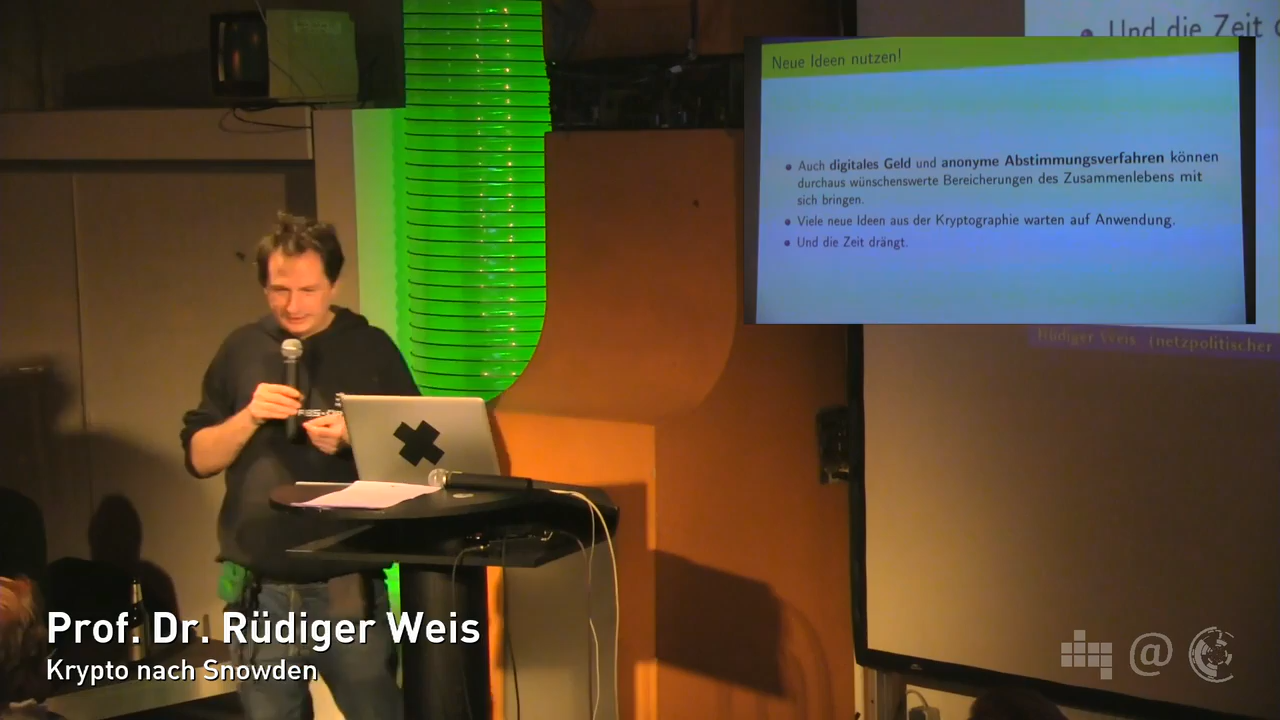 Und die Zeit
Neue Ideen nutzen!
Auch digitales Geld und anonyme Abstimmungsverfahren können
durchaus wünschenswerte Bereicherungen des Zusammenlebens mit
sich bringen.
Viele neue Ideen aus der Kryptographie warten auf Anwendung.
Und die Zeit drängt.
Rüdiger Weis (netzpolitischer
Prof. Dr. Rüdiger Weis
Krypto nach Snowden
@